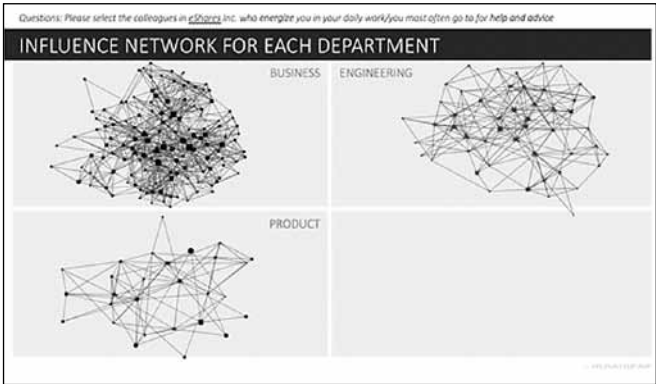 Questions: Please select the colleagues in eShares Inc. who energize you in your daily work/you most often go to for help and advice
INFLUENCE NETWORK FOR EACH DEPARTMENT
BUSINESS
ENGINEERING
PRODUCT